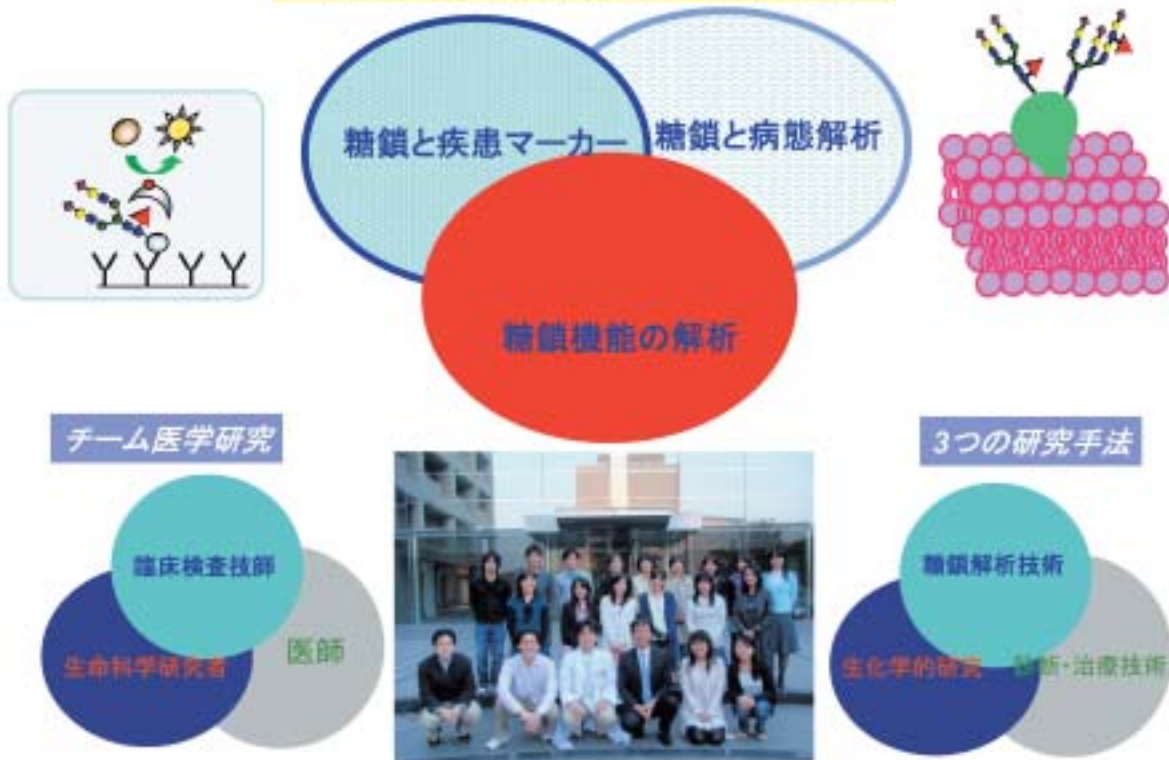 糖鎖と疾患マーカー
糖鎖と病態解析
糖鎖機能の解析
チーム医学研究
臨床検査技師
生命科学研究者
医師
3つの研究手法
糖鎖解析技術
生化学的研究
診断・治療技術